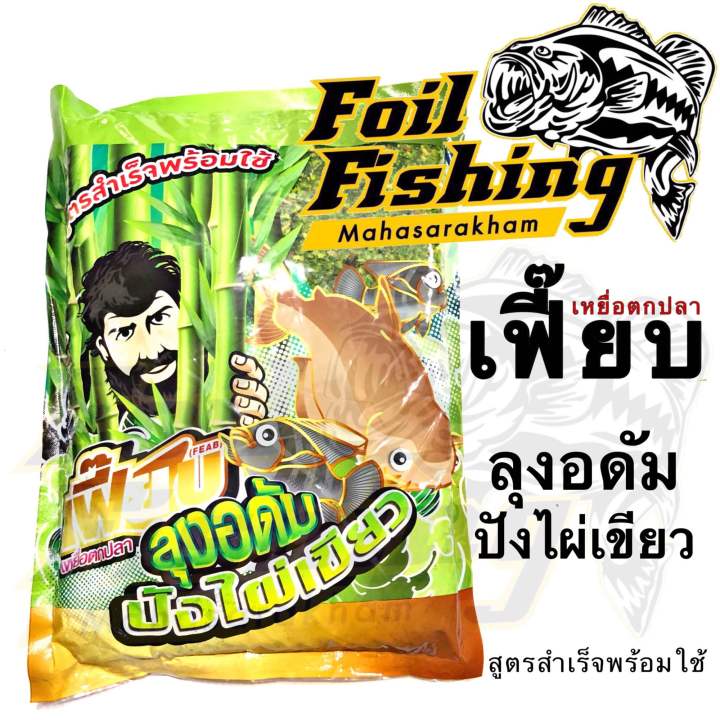 Foil
Fishing
Mahasarakham
เหยื่อตกปลา
เฟี๊ยบ
ลุงอดัม
ปังไผ่เขียว
สูตรสำเร็จพร้อมใช้
ตรสำเร็จพร้อมใช้
เฟี๊ยบ
(FEAB)
เหยื่อตกปลา
ลุงอดัม
ปังไผ่เขียว